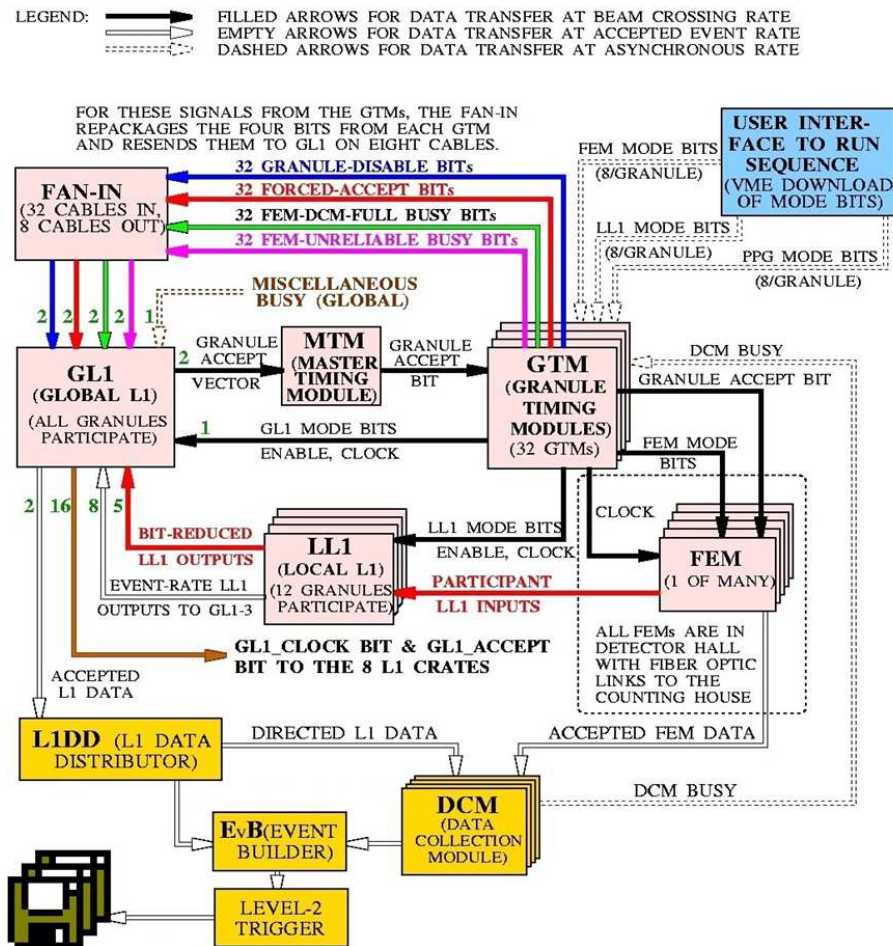 LEGEND:
FILLED ARROWS FOR DATA TRANSFER AT BEAM CROSSING RATE
EMPTY ARROWS FOR DATA TRANSFER AT ACCEPTED EVENT RATE
DASHED ARROWS FOR DATA TRANSFER AT ASYNCHRONOUS RATE
FOR THESE SIGNALS FROM THE GTMs, THE FAN-IN
REPACKAGES THE FOUR BITS FROM EACH GTM
AND RESENDS THEM TO GL1 ON EIGHT CABLES.
USER INTER-
FACE TO RUN
SEQUENCE
(VME DOWNLOAD
OF MODE BITS)
FEM MODE BITS
(8/GRANULE)
LL1 MODE BITS
(8/GRANULE)
PPG MODE BITS
(8/GRANULE)
FAN-IN
(32 CABLES IN,
8 CABLES OUT)
32 GRANULE-DISABLE BITs
32 FORCED-ACCEPT BITs
32 FEM-DCM-FULL BUSY BITs
32 FEM-UNRELIABLE BUSY BITs
MISCELLANEOUS
BUSY (GLOBAL)
2
2
2
2
1
GL1
(GLOBAL L1)
(ALL GRANULES
PARTICIPATE)
2
GRANULE
ACCEPT
VECTOR
MTM
(MASTER
TIMING
MODULE)
GRANULE
ACCEPT
BIT
GTM
(GRANULE
TIMING
MODULES)
(32 GTMs)
DCM BUSY
GRANULE ACCEPT BIT
FEM MODE
BITS
1
GL1 MODE BITS
ENABLE, CLOCK
CLOCK
FEM
(1 OF MANY)
2
16
8
5
BIT-REDUCED
LL1 OUTPUTS
EVENT-RATE LL1
OUTPUTS TO GL1-3
LL1
(LOCAL L1)
(12 GRANULES
PARTICIPATE)
LL1 MODE BITS
ENABLE, CLOCK
PARTICIPANT
LL1 INPUTS
ALL FEMs ARE IN
DETECTOR HALL
WITH FIBER OPTIC
LINKS TO THE
COUNTING HOUSE
GL1_CLOCK BIT & GL1_ACCEPT
BIT TO THE 8 L1 CRATES
ACCEPTED
L1 DATA
L1DD (L1 DATA
DISTRIBUTOR)
DIRECTED L1 DATA
ACCEPTED FEM DATA
DCM BUSY
DCM
(DATA
COLLECTION
MODULE)
EvB(EVENT
BUILDER)
LEVEL-2
TRIGGER